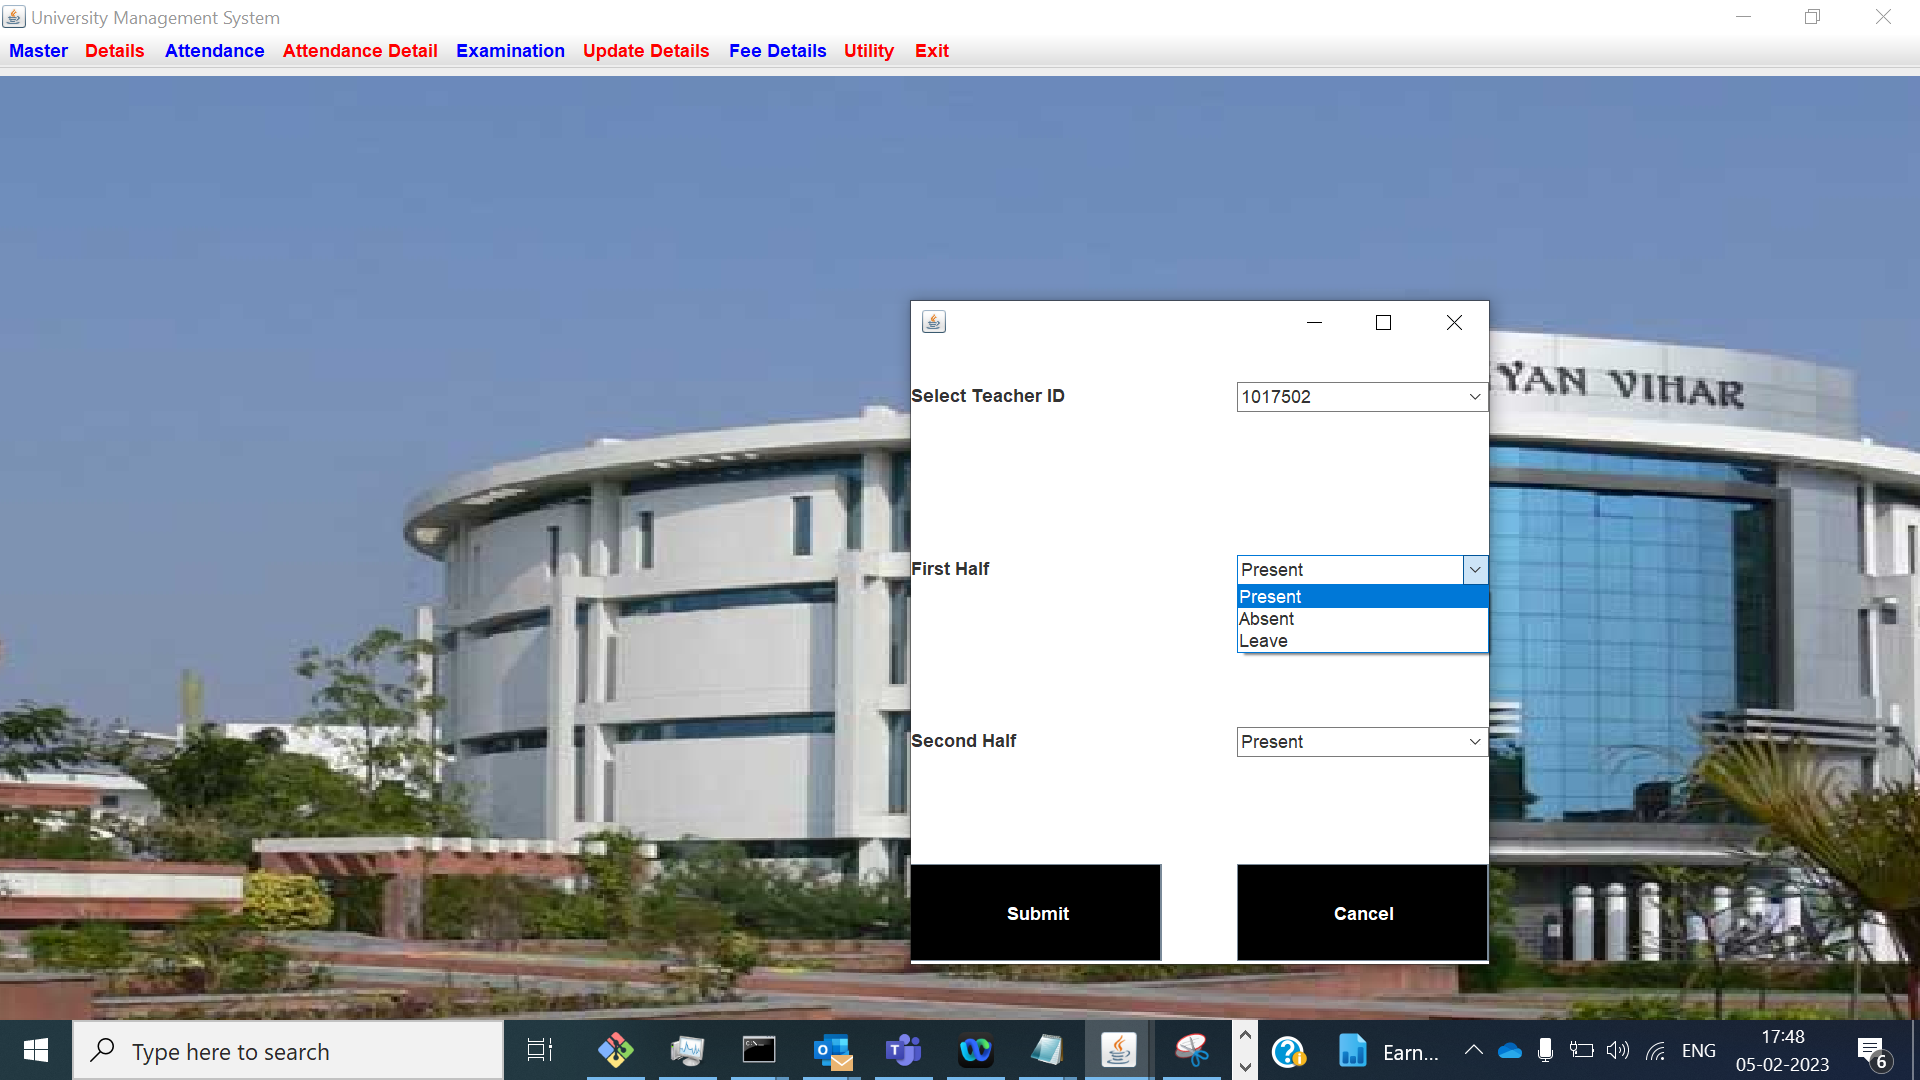 University Management System
Master Details Attendance Attendance Detail Examination Update Details Fee Details Utility Exit
YAN VIHAR
Select Teacher ID 1017502
First Half Present
Present
Absent
Leave
Second Half Present
Submit Cancel
Type here to search
Earn...
ENG
17:48
05-02-2023
6